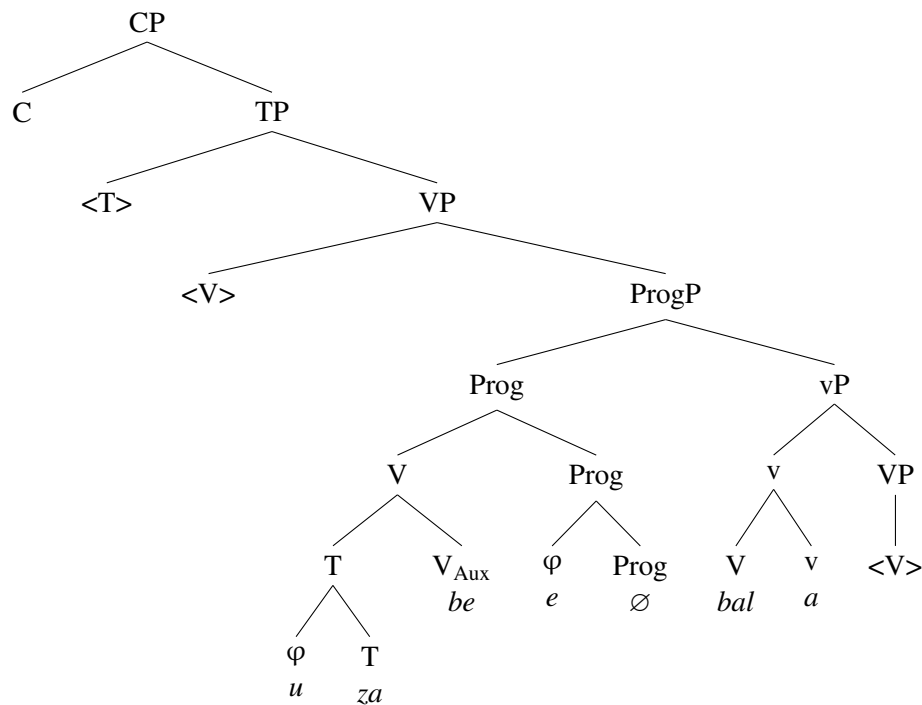 CP
C TP
<T> VP
<V> ProgP
Prog vP
V Prog v VP
T V_Aux φ Prog V v <V>
be e ∅ bal a
φ T
u za